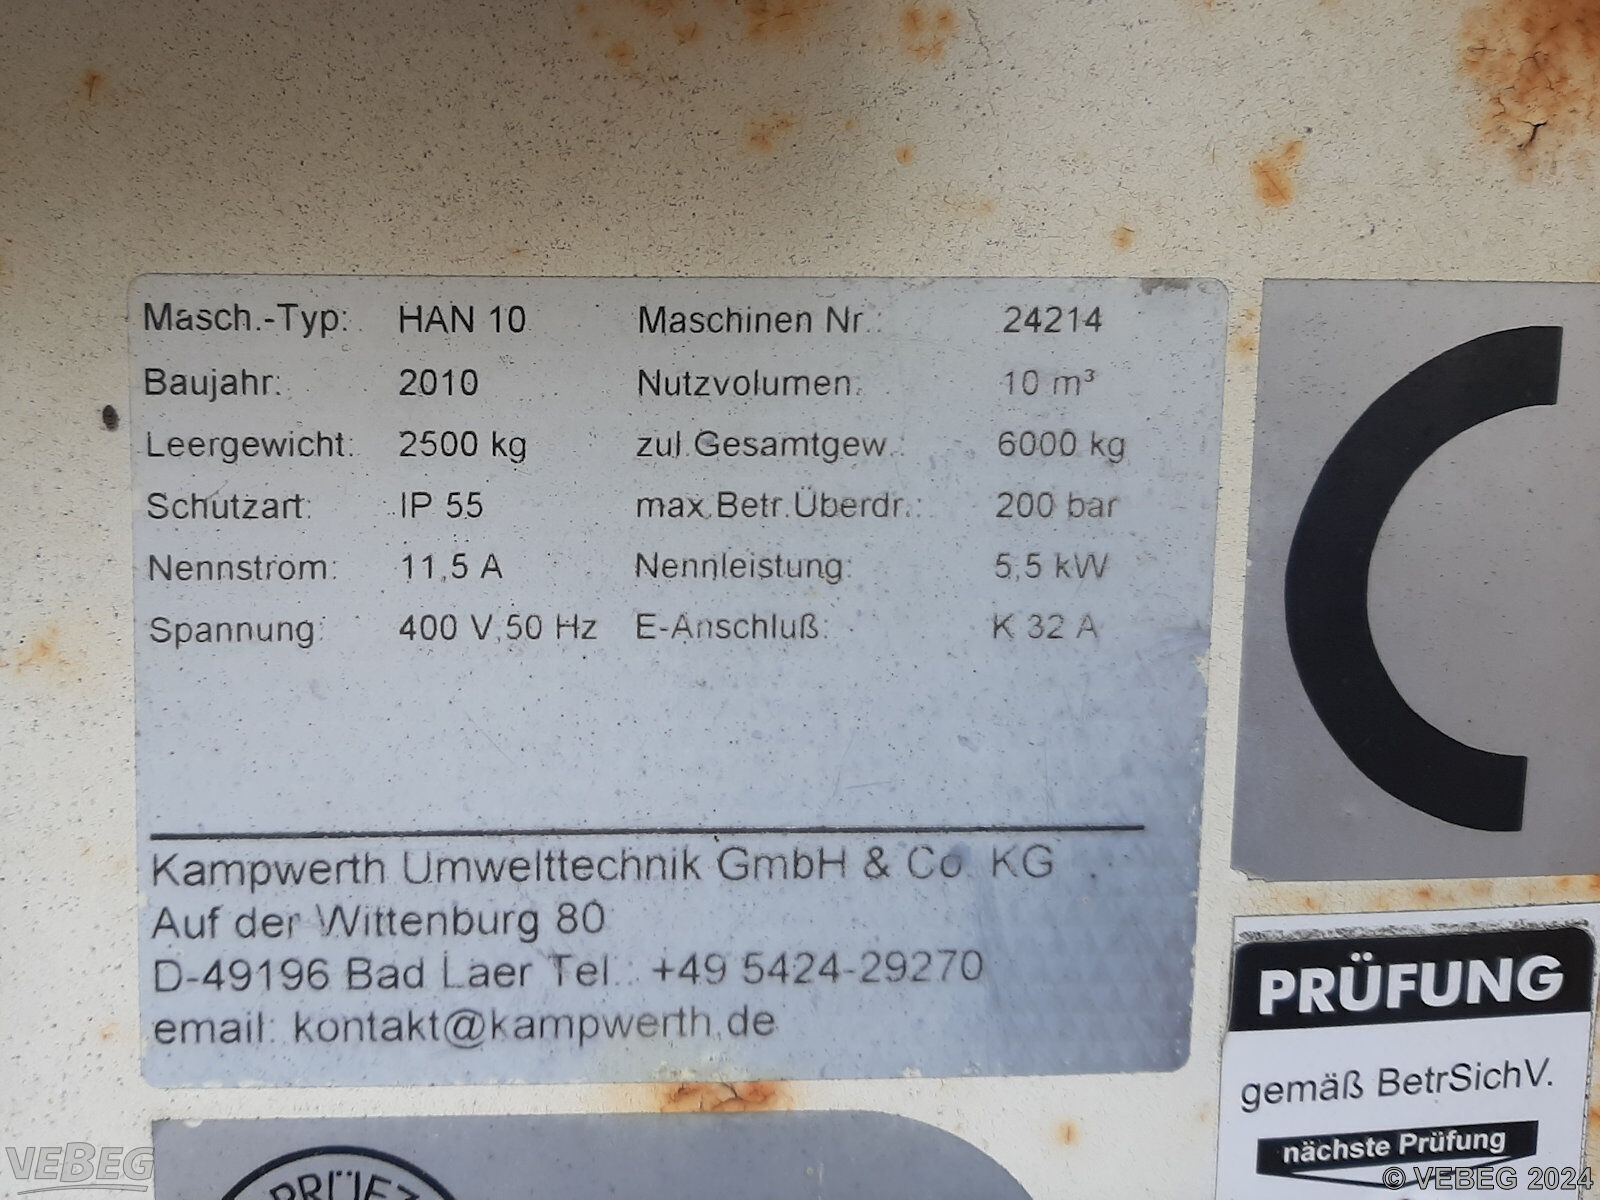 Masch.-Typ: HAN 10 Maschinen Nr.: 24214
Baujahr: 2010 Nutzvolumen: 10 m³
Leergewicht: 2500 kg zul.Gesamtgew.: 6000 kg
Schutzart: IP 55 max.Betr.Überdr.: 200 bar
Nennstrom: 11,5 A Nennleistung: 5,5 kW
Spannung: 400 V,50 Hz E-Anschluß: K 32 A
Kampwerth Umwelttechnik GmbH & Co. KG
Auf der Wittenburg 80
D-49196 Bad Laer Tel.: +49 5424-29270
email: kontakt@kampwerth.de
C
PRÜFUNG
gemäß BetrSichV.
nächste Prüfung
VEBEG
© VEBEG 2024